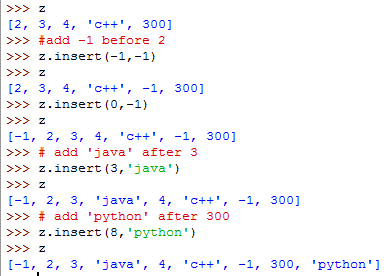 >>> z
[2, 3, 4, 'c++', 300]
>>> #add -1 before 2
>>> z.insert(-1,-1)
>>> z
[2, 3, 4, 'c++', -1, 300]
>>> z.insert(0,-1)
>>> z
[-1, 2, 3, 4, 'c++', -1, 300]
>>> # add 'java' after 3
>>> z.insert(3,'java')
>>> z
[-1, 2, 3, 'java', 4, 'c++', -1, 300]
>>> # add 'python' after 300
>>> z.insert(8,'python')
>>> z
[-1, 2, 3, 'java', 4, 'c++', -1, 300, 'python']